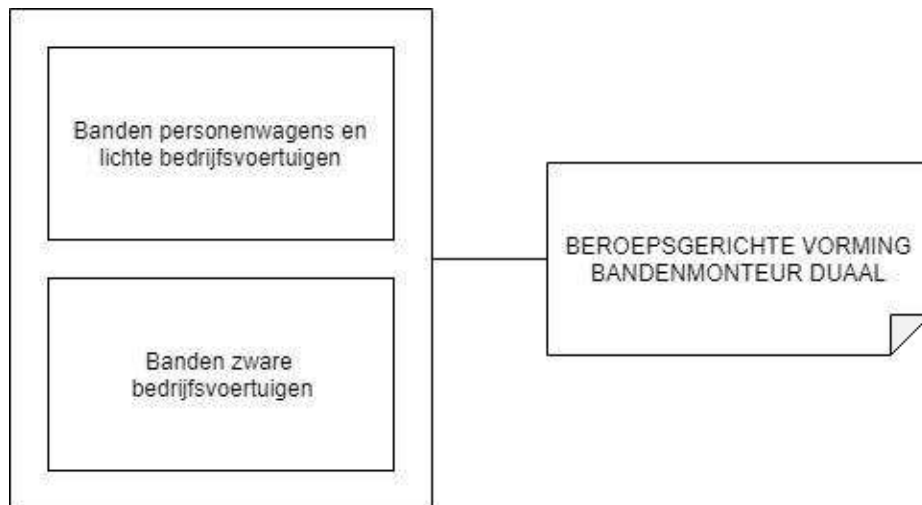 Banden personenwagens en
lichte bedrijfsvoertuigen
BEROEPSGERICHTE VORMING
BANDENMONTEUR DUAAL
Banden zware
bedrijfsvoertuigen